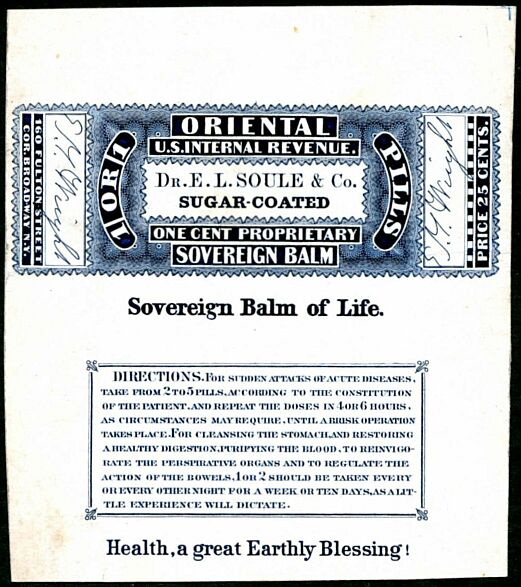 160 FULTON STREET
COR. BROADWAY N.Y.
S. Y. Wright
1 OR 1
ORIENTAL
U.S. INTERNAL REVENUE.
DR. E. L. SOULE & Co.
SUGAR-COATED
ONE CENT PROPRIETARY
SOVEREIGN BALM
PILLS
Wright
PRICE 25 CENTS.
Sovereign Balm of Life.
DIRECTIONS. FOR SUDDEN ATTACKS OF ACUTE DISEASES,
TAKE FROM 2 TO 5 PILLS, ACCORDING TO THE CONSTITUTION
OF THE PATIENT, AND REPEAT THE DOSES IN 4 OR 6 HOURS,
AS CIRCUMSTANCES MAY REQUIRE, UNTIL A BRISK OPERATION
TAKES PLACE. FOR CLEANSING THE STOMACH, AND RESTORING
A HEALTHY DIGESTION, PURIFYING THE BLOOD, TO REINVIGO-
RATE THE PERSPIRATIVE ORGANS AND TO REGULATE THE
ACTION OF THE BOWELS, 1 OR 2 SHOULD BE TAKEN EVERY
OR EVERY OTHER NIGHT FOR A WEEK OR TEN DAYS, AS A LIT-
TLE EXPERIENCE WILL DICTATE.
Health, a great Earthly Blessing!